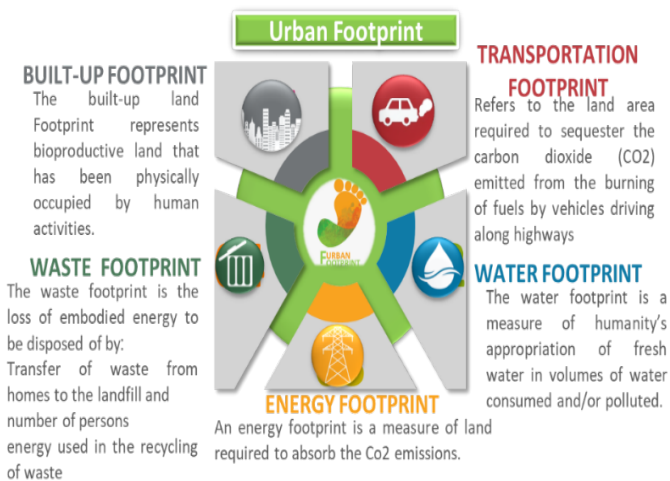 Urban Footprint
BUILT-UP FOOTPRINT
The built-up land
Footprint represents
bioproductive land that
has been physically
occupied by human
activities.
TRANSPORTATION
FOOTPRINT
Refers to the land area
required to sequester the
carbon dioxide (CO2)
emitted from the burning
of fuels by vehicles driving
along highways
WASTE FOOTPRINT
The waste footprint is the
loss of embodied energy to
be disposed of by:
Transfer of waste from
homes to the landfill and
number of persons
energy used in the recycling
of waste
URBAN
FOOTPRINT
WATER FOOTPRINT
The water footprint is a
measure of humanity's
appropriation of fresh
water in volumes of water
consumed and/or polluted.
ENERGY FOOTPRINT
An energy footprint is a measure of land
required to absorb the Co2 emissions.